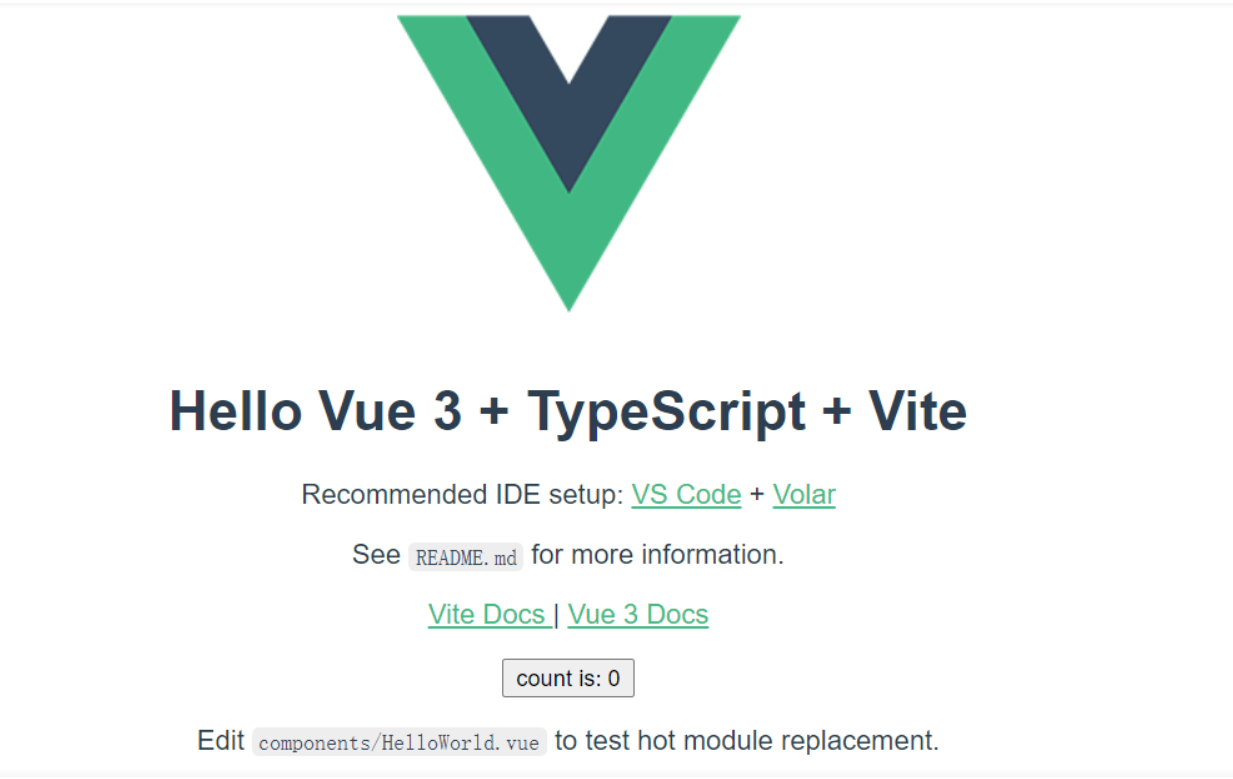 Hello Vue 3 + TypeScript + Vite
Recommended IDE setup: VS Code + Volar
See README.md for more information.
Vite Docs | Vue 3 Docs
count is: 0
Edit components/HelloWorld.vue to test hot module replacement.